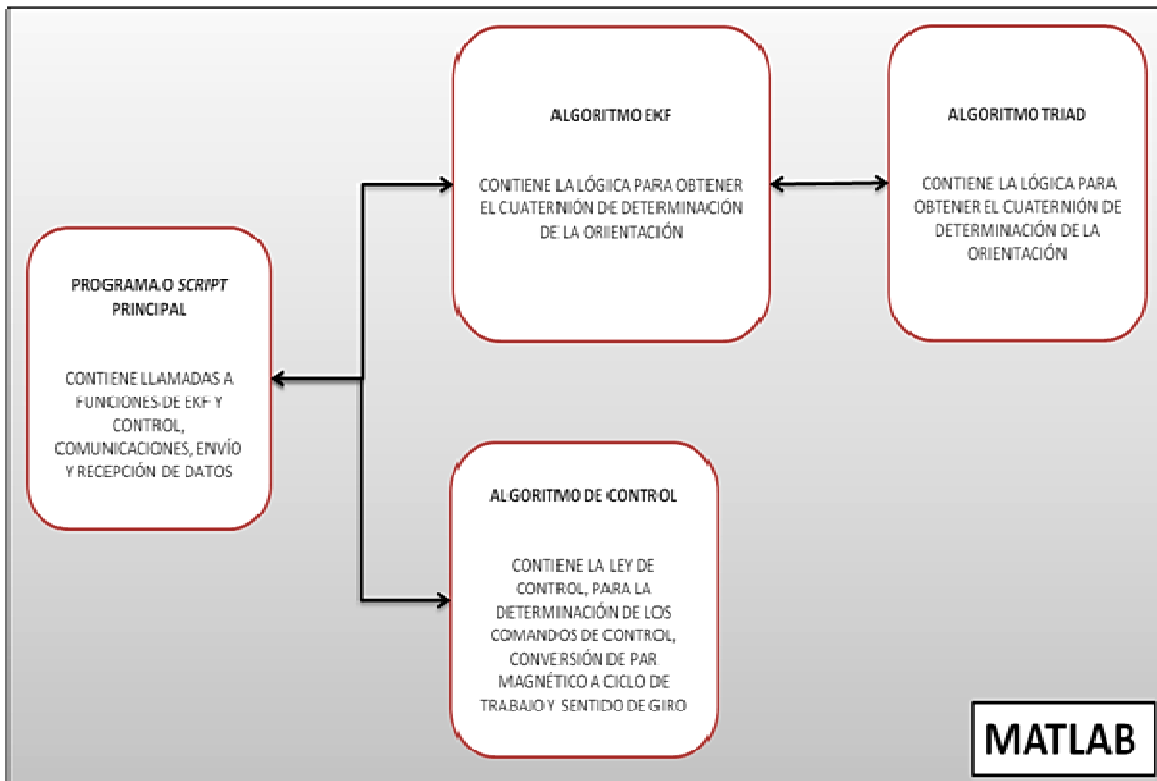 ALGORITMO EKF
CONTIENE LA LÓGICA PARA OBTENER
EL CUATERNIÓN DE DETERMINACIÓN
DE LA ORIENTACIÓN
ALGORITMO TRIAD
CONTIENE LA LÓGICA PARA
OBTENER EL CUATERNIÓN DE
DETERMINACIÓN DE LA
ORIENTACIÓN
PROGRAMA O SCRIPT
PRINCIPAL
CONTIENE LLAMADAS A
FUNCIONES DE EKF Y
CONTROL,
COMUNICACIONES, ENVÍO
Y RECEPCIÓN DE DATOS
ALGORITMO DE CONTROL
CONTIENE LA LEY DE
CONTROL, PARA LA
DETERMINACIÓN DE LOS
COMANDOS DE CONTROL,
CONVERSIÓN DE PAR
MAGNÉTICO A CICLO DE
TRABAJO Y SENTIDO DE GIRO
MATLAB